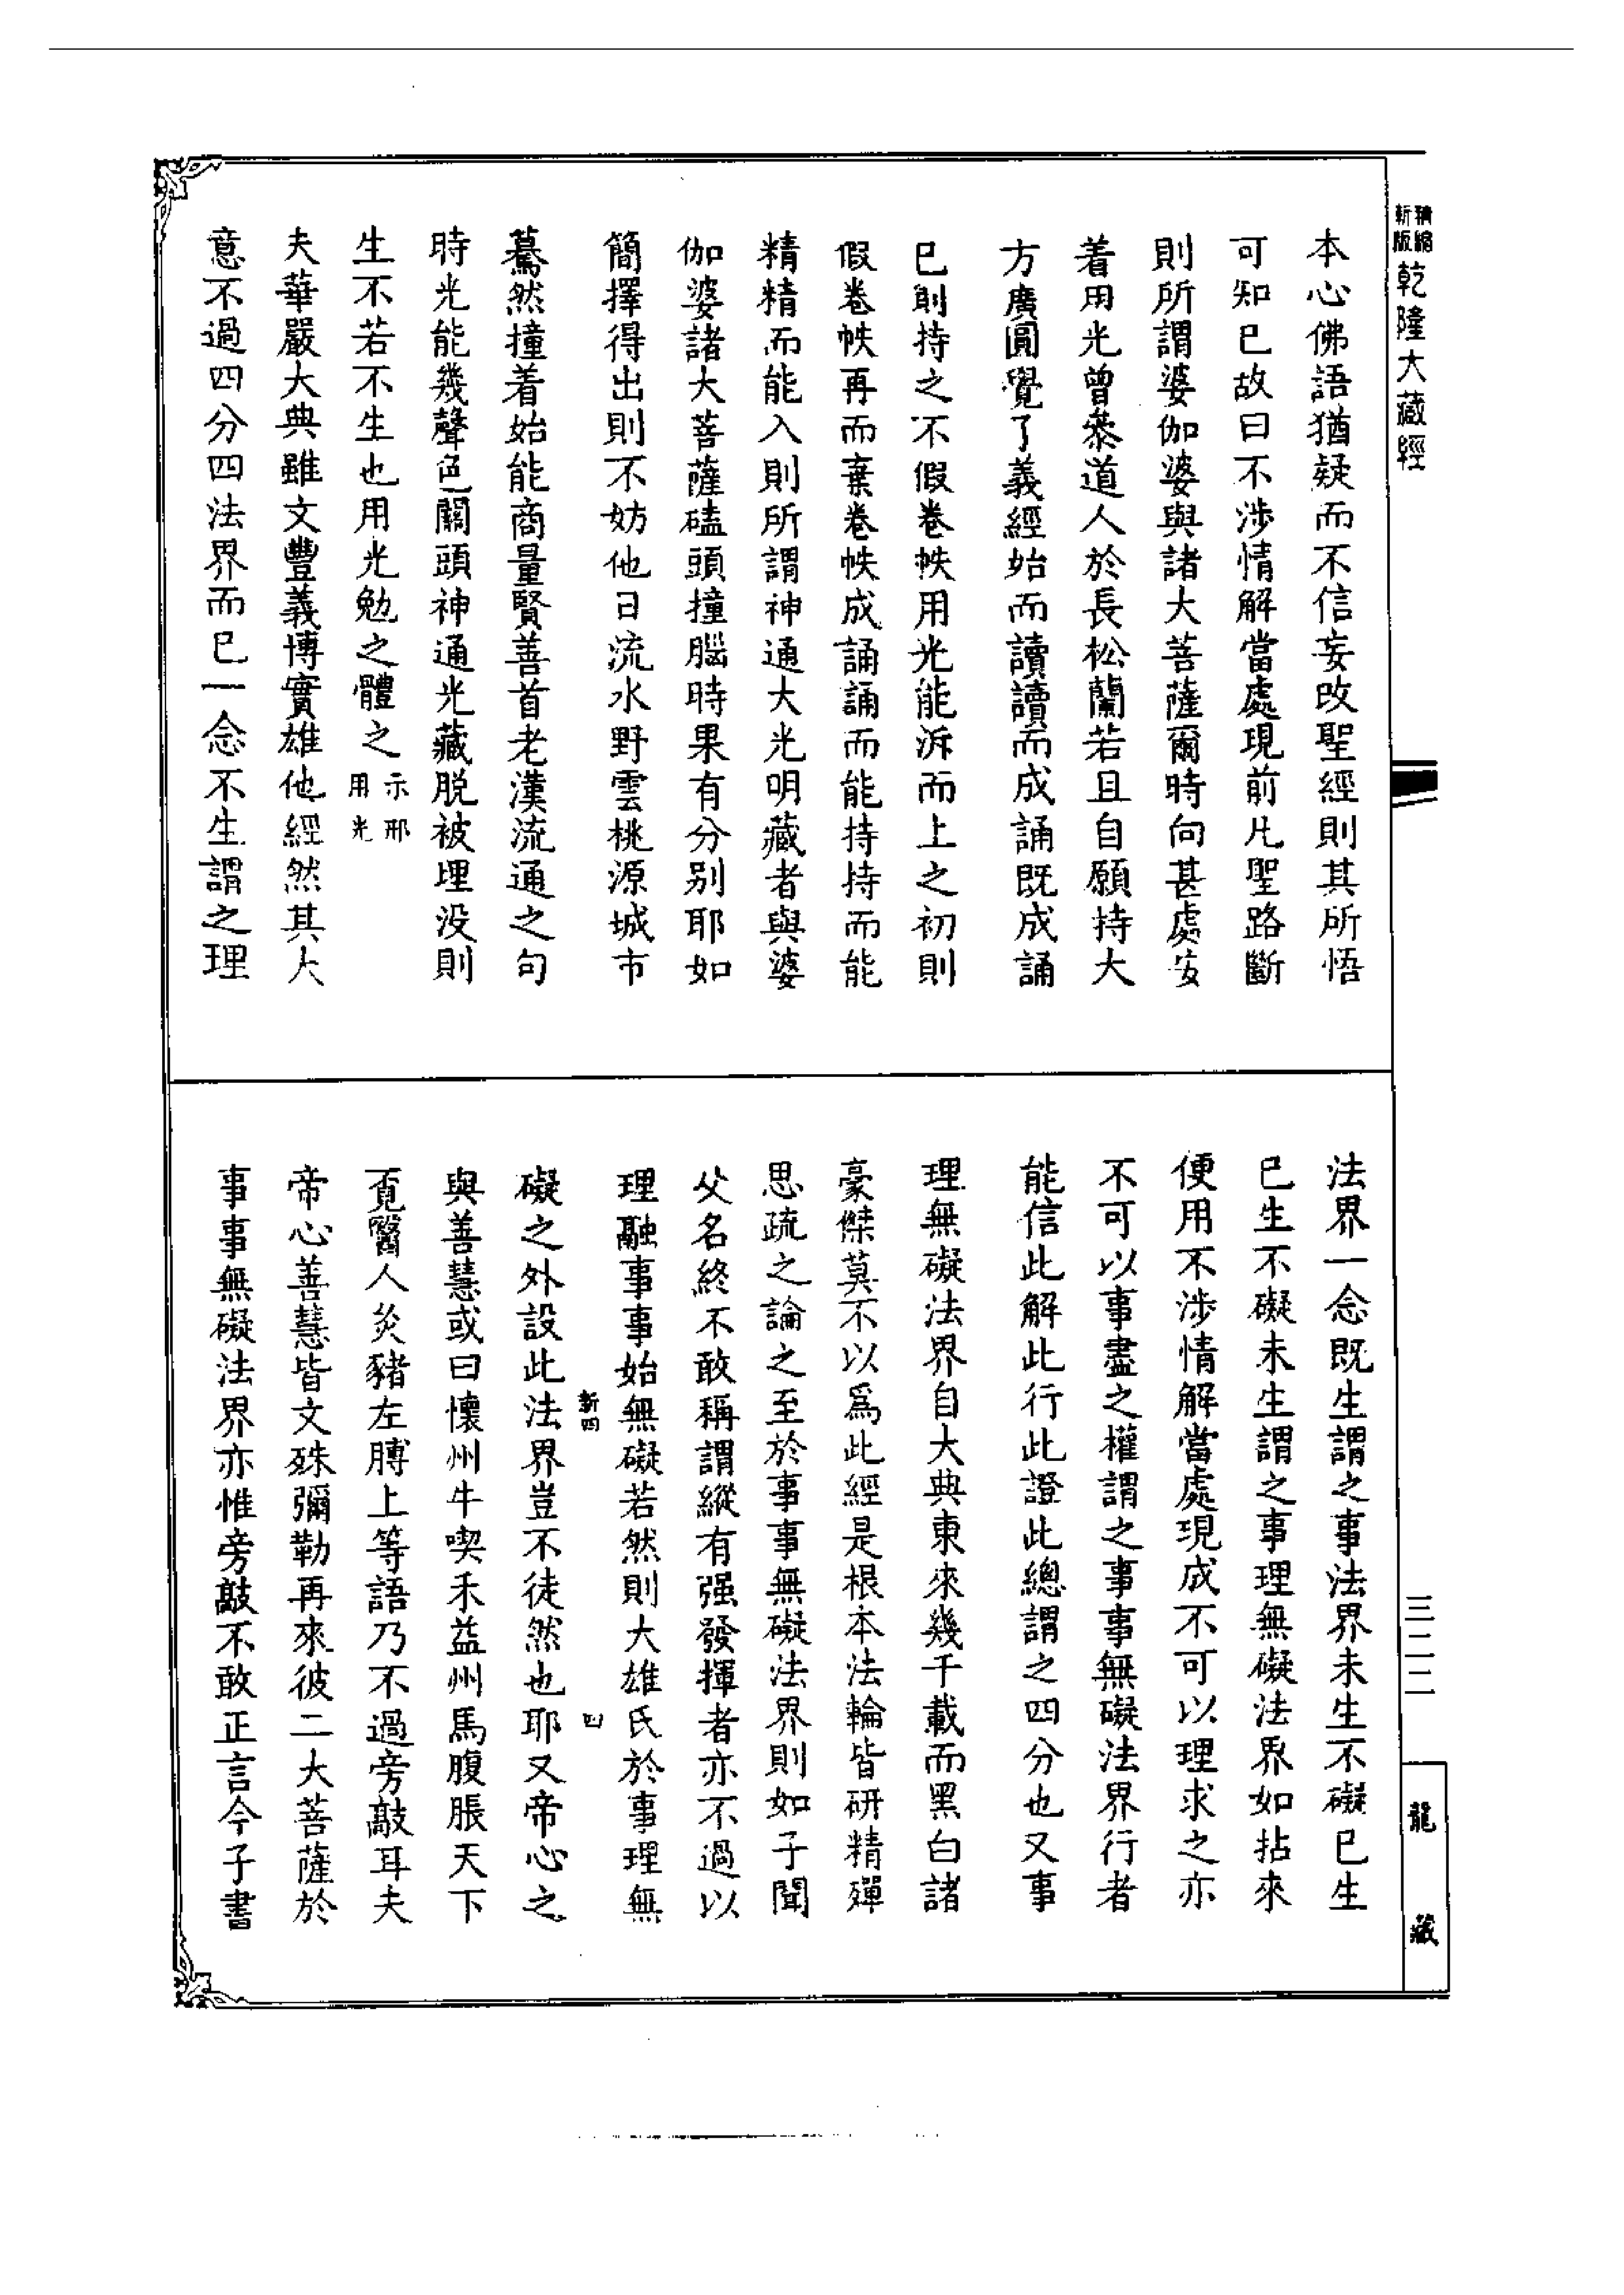 精縮
新版
乾隆大藏經
本心佛語猶疑而不信妄改聖經則其所悟
可知已故曰不涉情解當處現前凡聖路斷
則所謂婆伽婆與諸大菩薩爾時向甚處安
着用光曾叅道人於長松蘭若且自願持大
方廣圓覺了義經始而讀讀而成誦既成誦
已則持之不假卷帙用光能泝而上之初則
假卷帙再而棄卷帙成誦誦而能持持而能
精精而能入則所謂神通大光明藏者與婆
伽婆諸大菩薩磕頭撞腦時果有分別耶如
簡擇得出則不妨他日流水野雲桃源城市
驀然撞着始能商量賢善首老漢流通之句
時光能幾聲色關頭神通光藏脱被埋没則
生不若不生也用光勉之體之
示邢
用光
夫華嚴大典雖文豐義博實雄他經然其大
意不過四分四法界而已一念不生謂之理
法界一念既生謂之事法界未生不礙已生
已生不礙未生謂之事理無礙法界如拈來
便用不涉情解當處現成不可以理求之亦
不可以事盡之權謂之事事無礙法界行者
能信此解此行此證此總謂之四分也又事
理無礙法界自大典東來幾千載而黑白諸
豪傑莫不以爲此經是根本法輪皆研精殫
思疏之論之至於事事無礙法界則如子聞
父名終不敢稱謂縱有强發揮者亦不過以
理融事事始無礙若然則大雄氏於事理無
新四
四
礙之外設此法界豈不徒然也耶又帝心之
與善慧或曰懷州牛喫禾益州馬腹脹天下
覓醫人炙豬左膊上等語乃不過旁敲耳夫
帝心善慧皆文殊彌勒再來彼二大菩薩於
事事無礙法界亦惟旁敲不敢正言今子書
三二二
龍藏